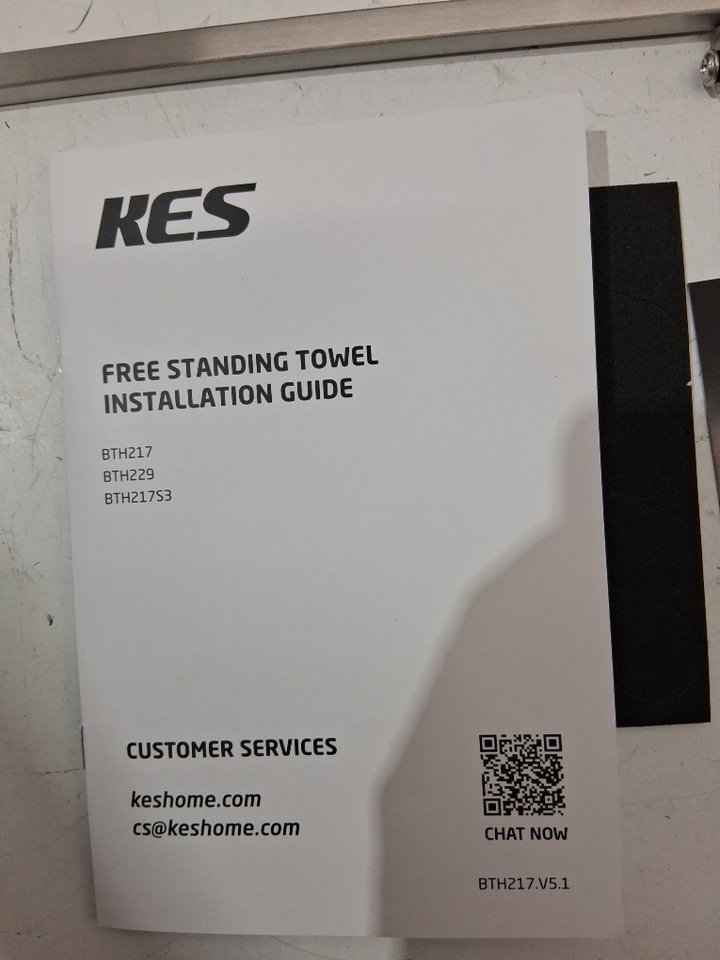 KES
FREE STANDING TOWEL
INSTALLATION GUIDE
BTH217
BTH229
BTH217S3
CUSTOMER SERVICES
keshome.com
cs@keshome.com
CHAT NOW
BTH217.V5.1